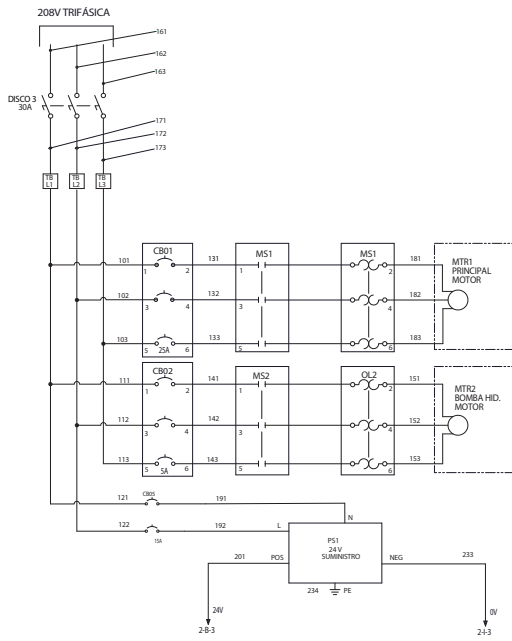 208V TRIFÁSICA
161
162
163
DISCO 3
30A
171
172
173
TB
L1
TB
L2
TB
L3
CB01
MS1
MS1
MTR1
PRINCIPAL
MOTOR
101
1
2
131
1
2
181
102
3
4
132
3
4
182
103
5
25A
6
133
5
6
183
CB02
MS2
OL2
MTR2
BOMBA HID.
MOTOR
111
1
2
141
1
2
151
112
3
4
142
3
4
152
113
5
5A
6
143
5
6
153
121
CB05
191
N
122
15A
192
L
PS1
24 V
SUMINISTRO
201
POS
NEG
233
234
PE
24V
2-B-3
0V
2-I-3